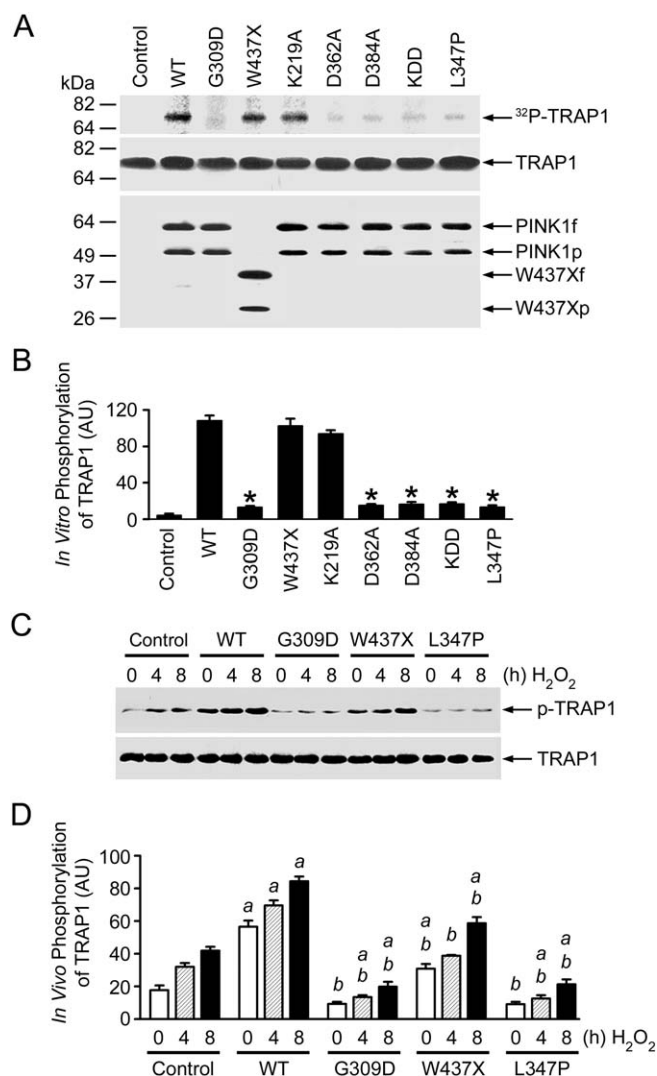 A
Control WT G309D W437X K219A D362A D384A KDD L347P
kDa
82
64
³²P-TRAP1
82
64
TRAP1
64
49
37
26
PINK1f
PINK1p
W437Xf
W437Xp
B
In Vitro Phosphorylation
of TRAP1 (AU)
120
80
40
0
* * * * *
Control WT G309D W437X K219A D362A D384A KDD L347P
C
Control WT G309D W437X L347P
0 4 8 0 4 8 0 4 8 0 4 8 0 4 8 (h) H₂O₂
p-TRAP1
TRAP1
D
In Vivo Phosphorylation
of TRAP1 (AU)
100
80
60
40
20
0
a a a b a b a b a b b a b b a b a b
0 4 8 0 4 8 0 4 8 0 4 8 0 4 8 (h) H₂O₂
Control WT G309D W437X L347P